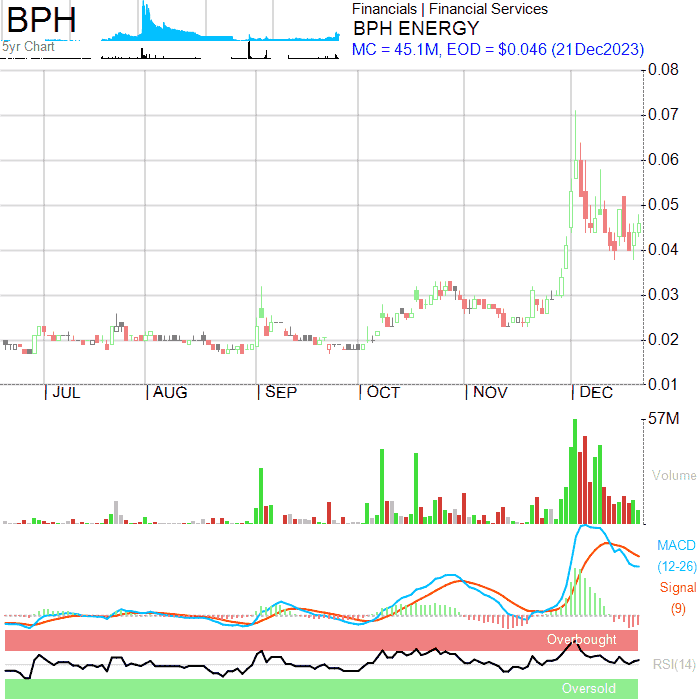 BPH
5yr Chart
Financials | Financial Services
BPH ENERGY
MC = 45.1M, EOD = $0.046 (21Dec2023)
0.08
0.07
0.06
0.05
0.04
0.03
0.02
0.01
JUL AUG SEP OCT NOV DEC
57M
Volume
MACD
(12-26)
Signal
(9)
Overbought
RSI(14)
Oversold